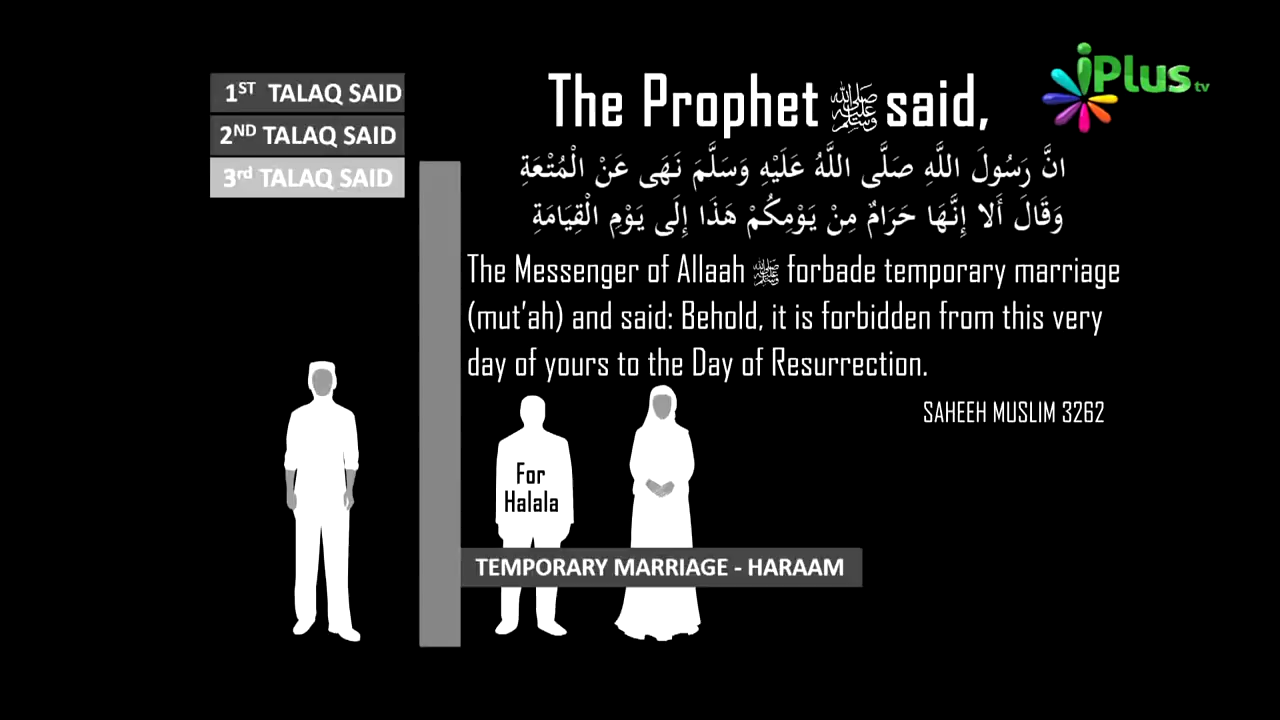 1ST TALAQ SAID
2ND TALAQ SAID
3rd TALAQ SAID
iPlus tv
The Prophet ﷺ said,
انَّ رَسُولَ اللَّهِ صَلَّى اللَّهُ عَلَيْهِ وَسَلَّمَ نَهَى عَنْ الْمُتْعَةِ
وَقَالَ أَلا إِنَّهَا حَرَامٌ مِنْ يَوْمِكُمْ هَذَا إِلَى يَوْمِ الْقِيَامَةِ
The Messenger of Allaah ﷺ forbade temporary marriage
(mut’ah) and said: Behold, it is forbidden from this very
day of yours to the Day of Resurrection.
SAHEEH MUSLIM 3262
For
Halala
TEMPORARY MARRIAGE - HARAAM